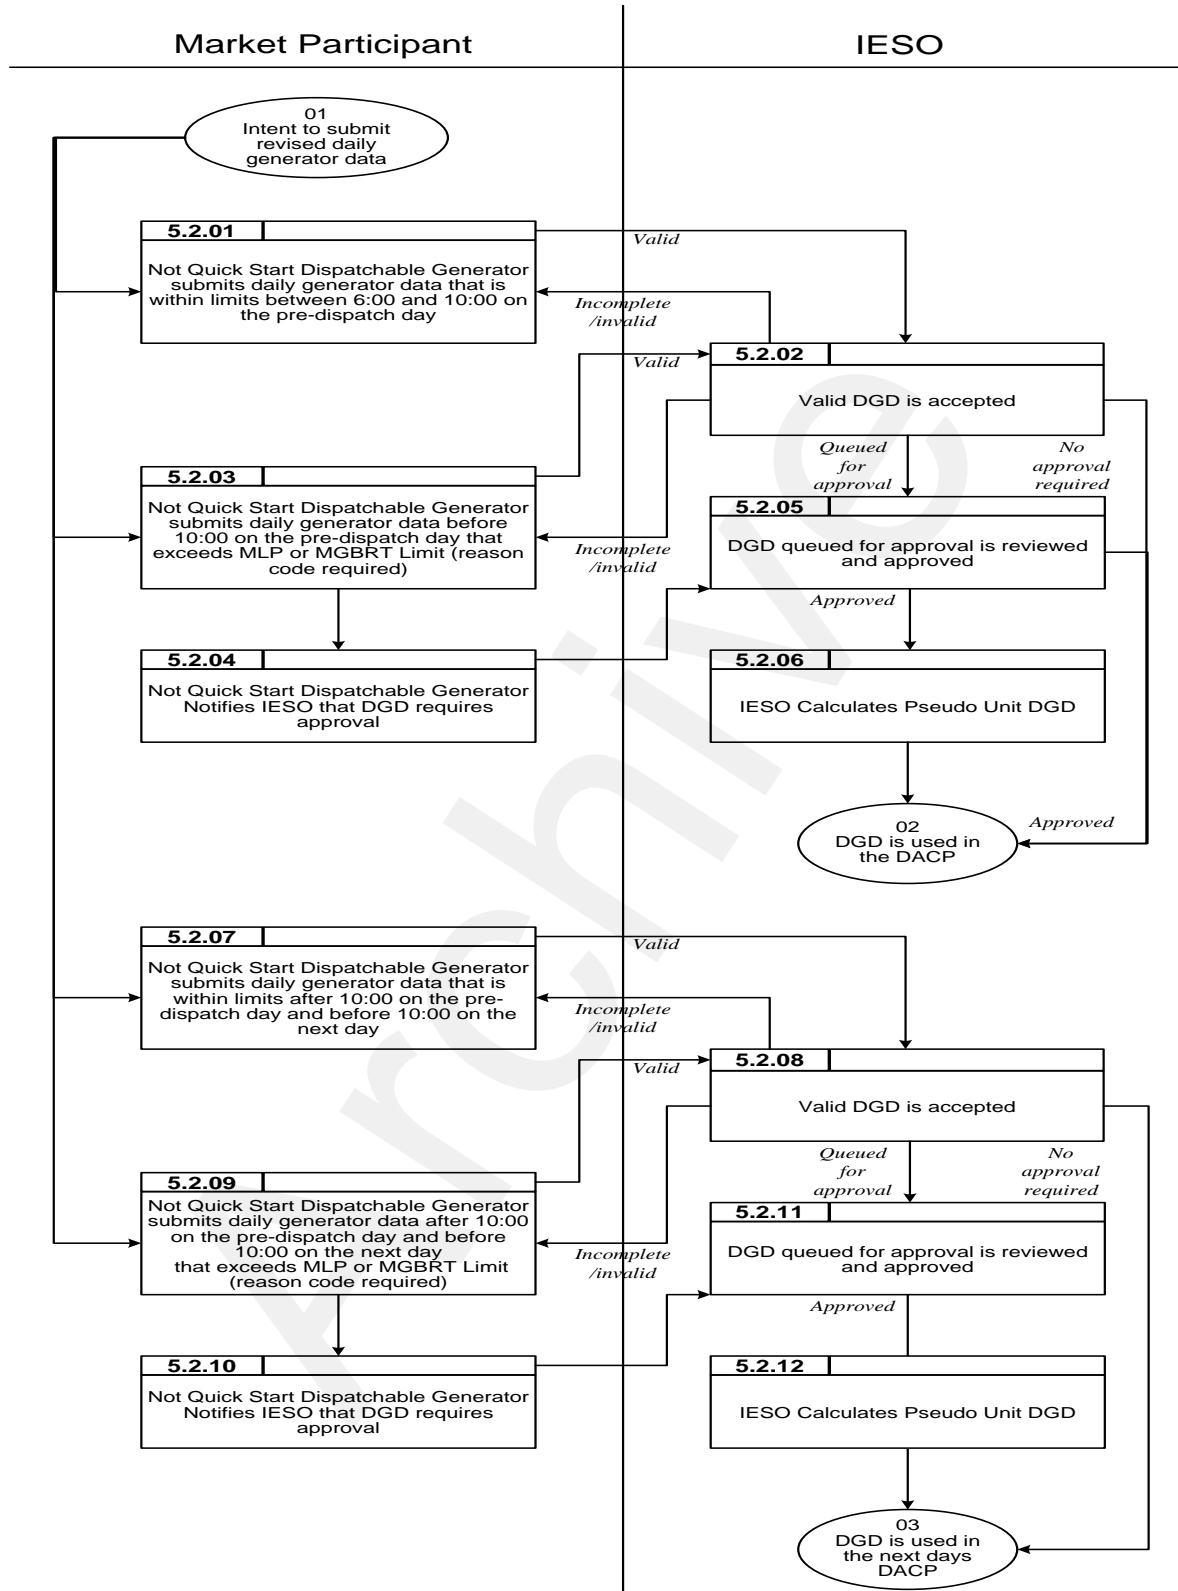 Market Participant
IESO
01
Intent to submit
revised daily
generator data
5.2.01
Not Quick Start Dispatchable Generator
submits daily generator data that is
within limits between 6:00 and 10:00 on
the pre-dispatch day
Valid
Incomplete
/invalid
5.2.02
Valid DGD is accepted
Valid
Queued
for
approval
No
approval
required
5.2.03
Not Quick Start Dispatchable Generator
submits daily generator data before
10:00 on the pre-dispatch day that
exceeds MLP or MGBRT Limit (reason
code required)
Incomplete
/invalid
5.2.05
DGD queued for approval is reviewed
and approved
Approved
5.2.04
Not Quick Start Dispatchable Generator
Notifies IESO that DGD requires
approval
5.2.06
IESO Calculates Pseudo Unit DGD
02
DGD is used in
the DACP
Approved
5.2.07
Not Quick Start Dispatchable Generator
submits daily generator data that is
within limits after 10:00 on the pre-
dispatch day and before 10:00 on the
next day
Valid
Incomplete
/invalid
5.2.08
Valid DGD is accepted
Valid
Queued
for
approval
No
approval
required
5.2.09
Not Quick Start Dispatchable Generator
submits daily generator data after 10:00
on the pre-dispatch day and before
10:00 on the next day
that exceeds MLP or MGBRT Limit
(reason code required)
Incomplete
/invalid
5.2.11
DGD queued for approval is reviewed
and approved
Approved
5.2.10
Not Quick Start Dispatchable Generator
Notifies IESO that DGD requires
approval
5.2.12
IESO Calculates Pseudo Unit DGD
03
DGD is used in
the next days
DACP
Archive